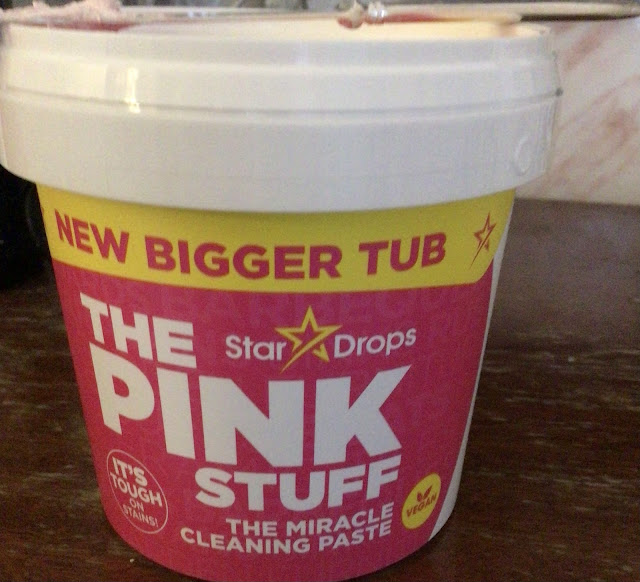 NEW BIGGER TUB
THE
Star Drops
PINK
STUFF
IT'S
TOUGH
ON
STAINS!
THE MIRACLE
CLEANING PASTE
VEGAN